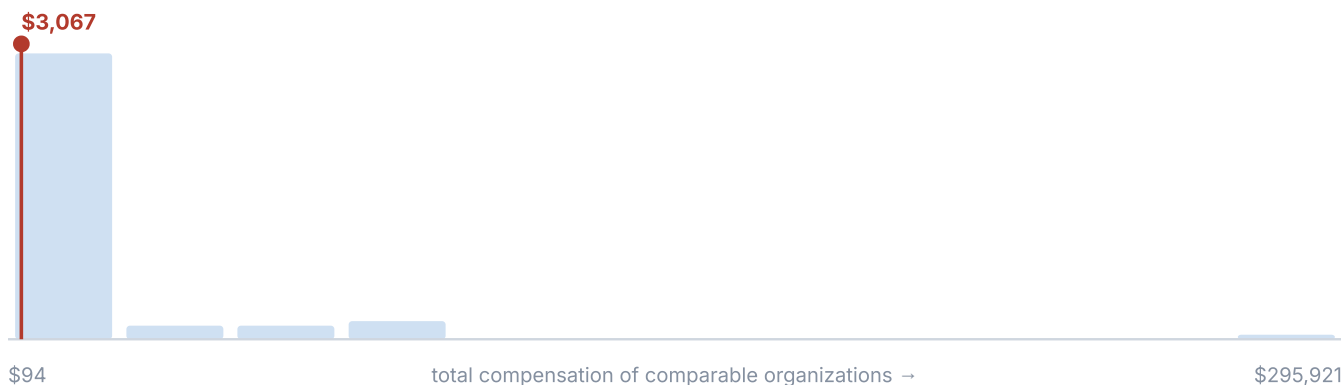 $3,067
$94
total compensation of comparable organizations →
$295,921